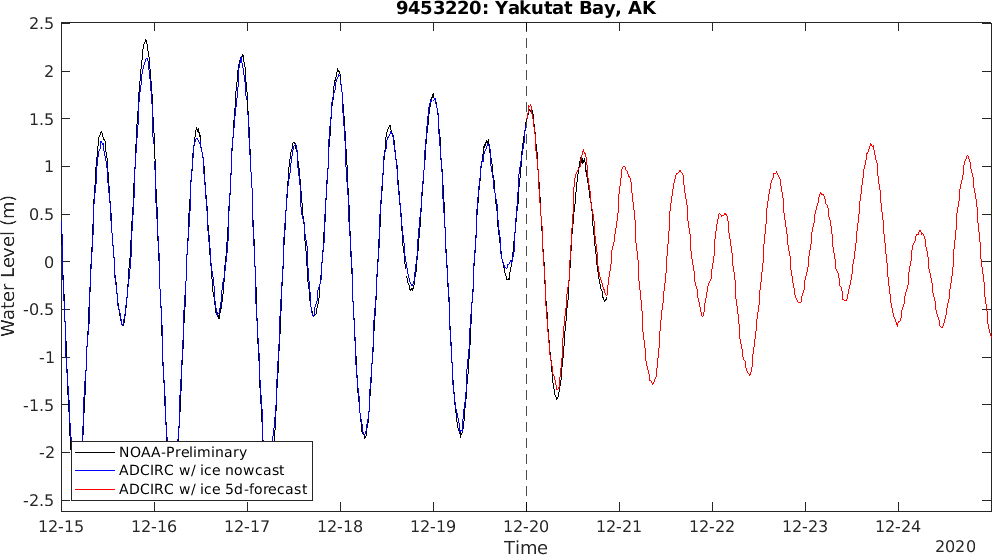 9453220: Yakutat Bay, AK
2.5
2
1.5
1
0.5
0
-0.5
-1
-1.5
-2
-2.5
Water Level (m)
NOAA-Preliminary
ADCIRC w/ ice nowcast
ADCIRC w/ ice 5d-forecast
12-15 12-16 12-17 12-18 12-19 12-20 12-21 12-22 12-23 12-24
Time
2020